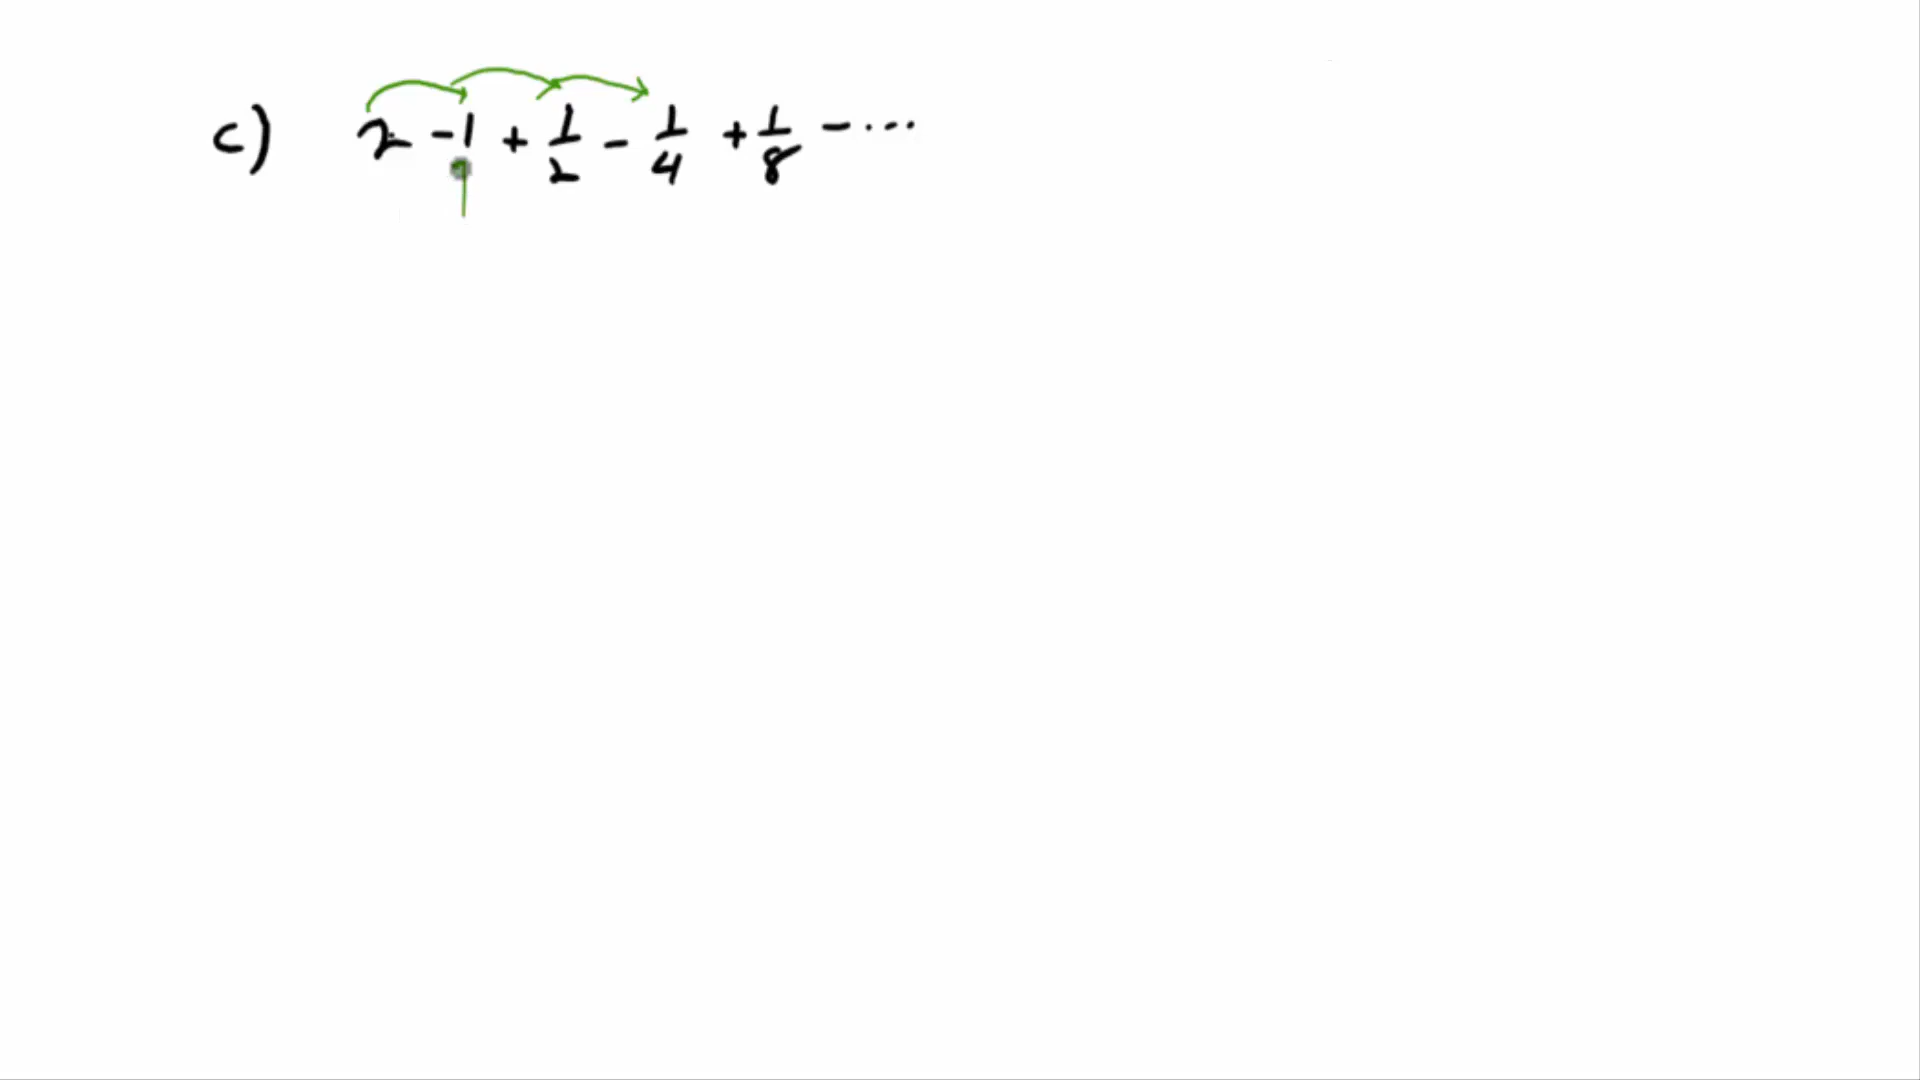 c) 2 - 1 + 1/2 - 1/4 + 1/8 - ...